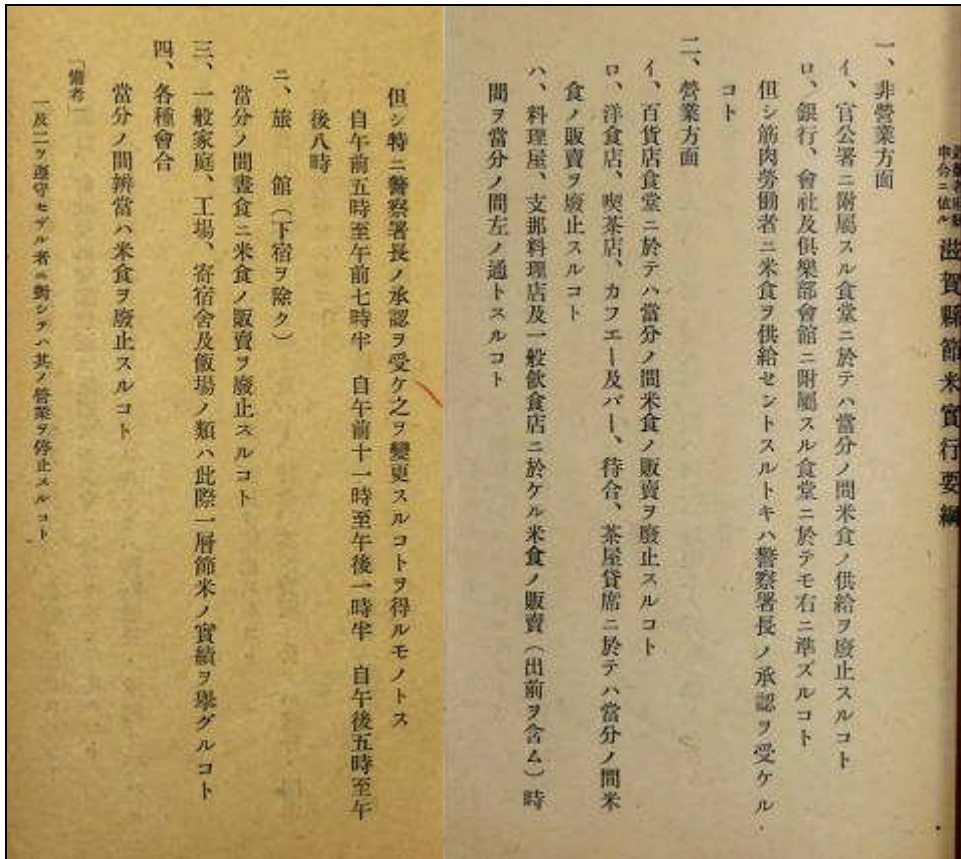 申合ニ依ル
滋賀縣節米實行要綱
一、非營業方面
イ、官公署ニ附屬スル食堂ニ於テハ當分ノ間米食ノ供給ヲ廢止スルコト
ロ、銀行、會社及俱樂部會館ニ附屬スル食堂ニ於テモ右ニ準ズルコト
但シ筋肉勞働者ニ米食ヲ供給セントスルトキハ警察署長ノ承認ヲ受ケル
コト
二、營業方面
イ、百貨店食堂ニ於テハ當分ノ間米食ノ販賣ヲ廢止スルコト
ロ、洋食店、喫茶店、カフエー及バー、待合、茶屋貸席ニ於テハ當分ノ間米
食ノ販賣ヲ廢止スルコト
ハ、料理屋、支那料理店及一般飮食店ニ於ケル米食ノ販賣（出前ヲ含ム）時
間ヲ當分ノ間左ノ通トスルコト
但シ特ニ警察署長ノ承認ヲ受ケ之ヲ變更スルコトヲ得ルモノトス
自午前五時至午前七時半　自午前十一時至午後一時半　自午後五時至午
後八時
ニ、旅　館（下宿ヲ除ク）
當分ノ間晝食ニ米食ノ販賣ヲ廢止スルコト
三、一般家庭、工場、寄宿舍及飯場ノ類ハ此際一層節米ノ實績ヲ擧グルコト
四、各種會合
當分ノ間辨當ハ米食ヲ廢止スルコト
「備考」
一及二ヲ遵守セザル者ニ對シテハ其ノ營業ヲ停止スルコト